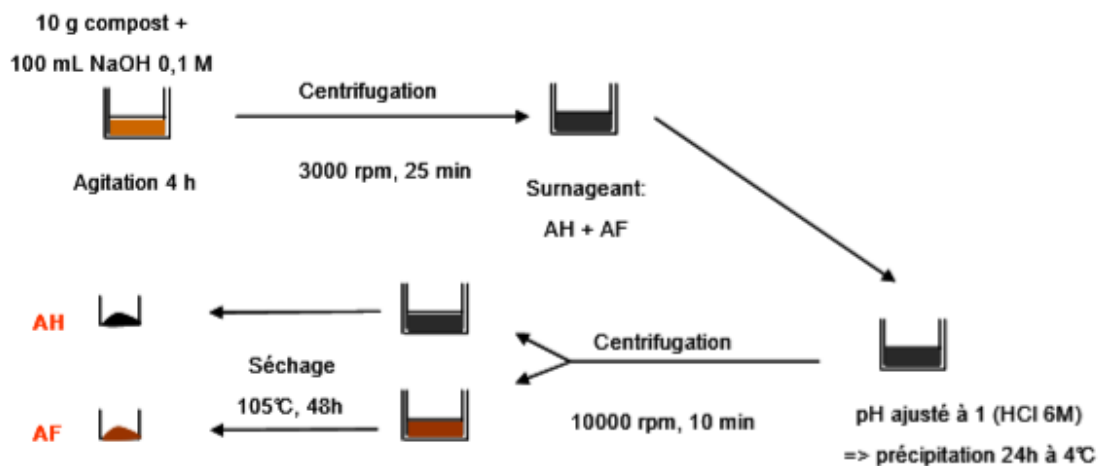 10 g compost +
100 mL NaOH 0,1 M
Agitation 4 h
Centrifugation
3000 rpm, 25 min
Surnageant:
AH + AF
pH ajusté à 1 (HCl 6M)
=> précipitation 24h à 4°C
Centrifugation
10000 rpm, 10 min
Séchage
105°C, 48h
AH
AF